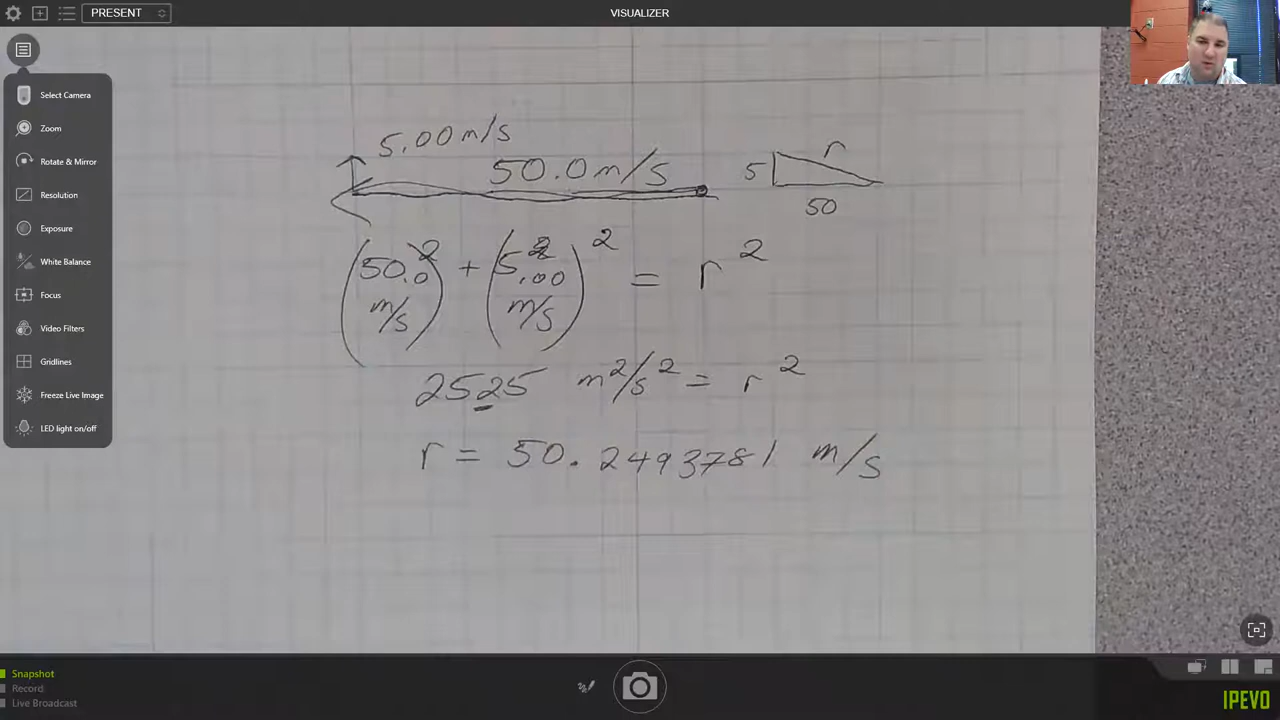 PRESENT
VISUALIZER
Select Camera
Zoom
Rotate & Mirror
Resolution
Exposure
White Balance
Focus
Video Filters
Gridlines
Freeze Live Image
LED light on/off
5.00 m/s
50.0 m/s
5
r
50
(50.0 m/s)² + (5.00 m/s)² = r²
2525 m²/s² = r²
r = 50.2493781 m/s
Snapshot
Record
Live Broadcast
IPEVO